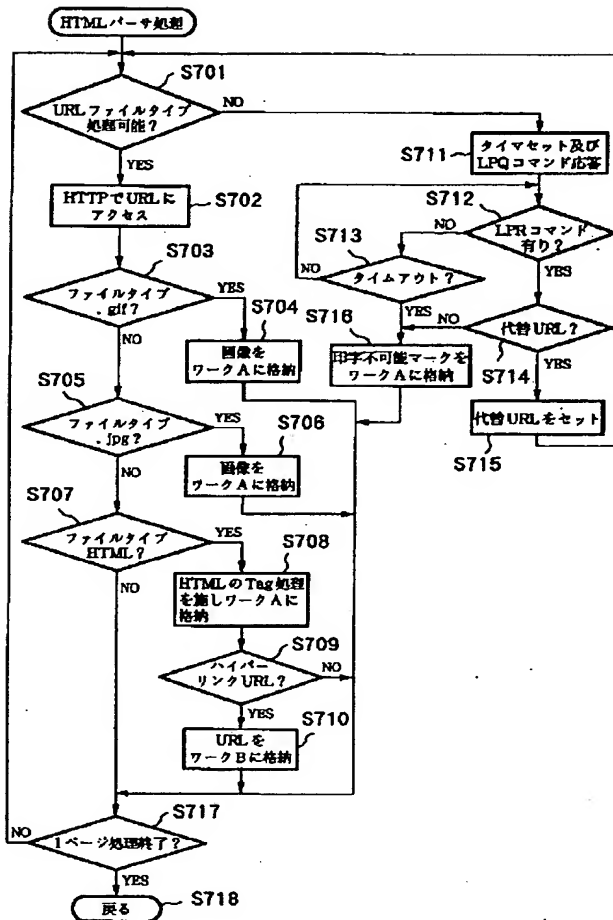 HTMLパーサ処理
S701
URLファイルタイプ
処理可能?
NO
YES
HTTPでURLに
アクセス
S702
S703
ファイルタイプ
.gif?
YES
NO
S704
画像を
ワークAに格納
S705
ファイルタイプ
.jpg?
YES
NO
S706
画像を
ワークAに格納
S707
ファイルタイプ
HTML?
YES
NO
S708
HTMLのTag処理
を施しワークAに
格納
S709
ハイパー
リンクURL?
NO
YES
S710
URLを
ワークBに格納
S711
タイマセット及び
LPQコマンド応答
S712
LPRコマンド
有り?
NO
YES
S713
タイムアウト?
NO
YES
S716
印字不可能マークを
ワークAに格納
代替URL?
NO
S714
YES
代替URLをセット
S715
S717
1ページ処理終了?
NO
YES
戻る
S718